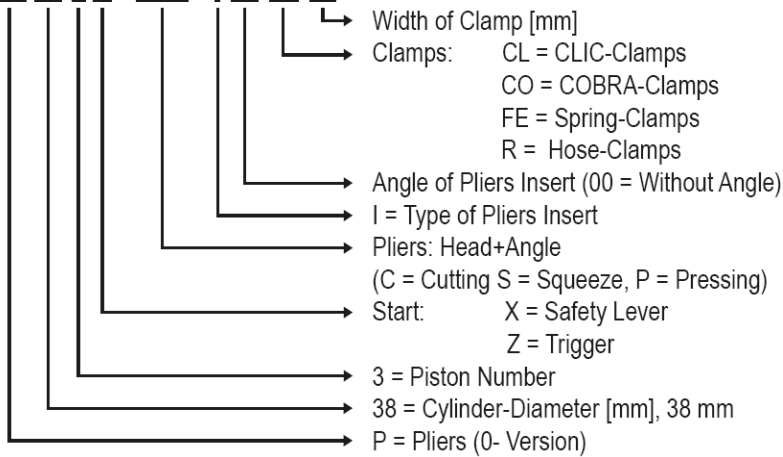 Width of Clamp [mm]
Clamps: CL = CLIC-Clamps
CO = COBRA-Clamps
FE = Spring-Clamps
R = Hose-Clamps
Angle of Pliers Insert (00 = Without Angle)
I = Type of Pliers Insert
Pliers: Head+Angle
(C = Cutting S = Squeeze, P = Pressing)
Start: X = Safety Lever
Z = Trigger
3 = Piston Number
38 = Cylinder-Diameter [mm], 38 mm
P = Pliers (0- Version)